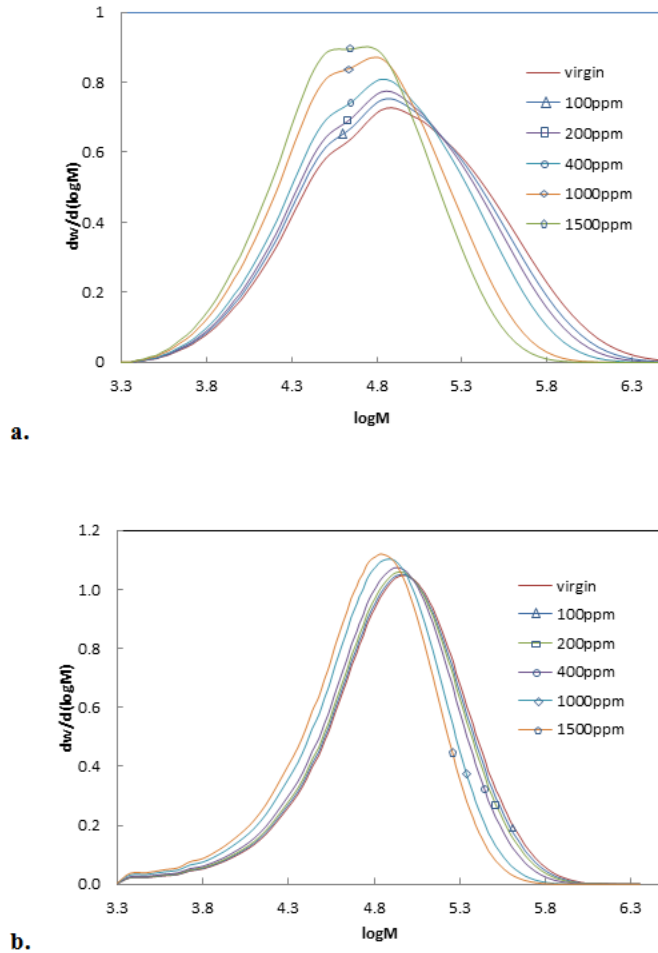 1
0.8
0.6
0.4
0.2
0
dw/d(logM)
3.3 3.8 4.3 4.8 5.3 5.8 6.3
logM
virgin
100ppm
200ppm
400ppm
1000ppm
1500ppm
a.
1.2
1.0
0.8
0.6
0.4
0.2
0.0
dw/d(logM)
3.3 3.8 4.3 4.8 5.3 5.8 6.3
logM
virgin
100ppm
200ppm
400ppm
1000ppm
1500ppm
b.